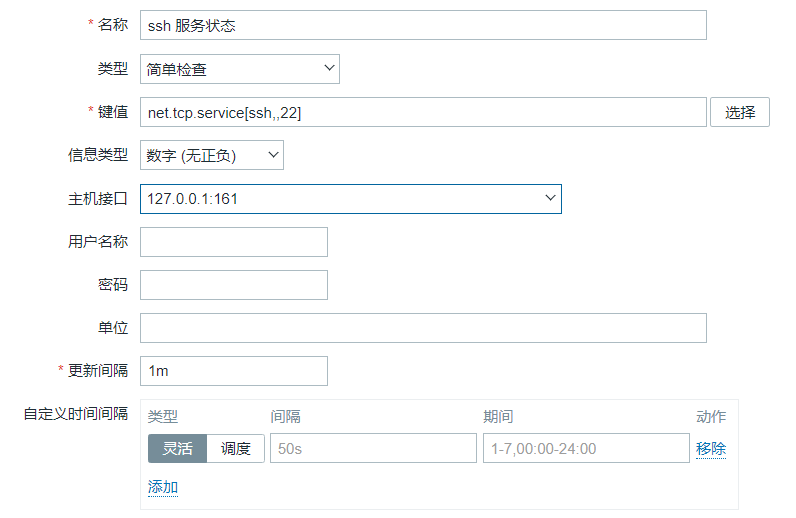 * 名称 ssh 服务状态
类型 简单检查
* 键值 net.tcp.service[ssh,,22] 选择
信息类型 数字 (无正负)
主机接口 127.0.0.1:161
用户名称
密码
单位
* 更新间隔 1m
自定义时间间隔 类型 间隔 期间 动作
灵活 调度 50s 1-7,00:00-24:00 移除
添加